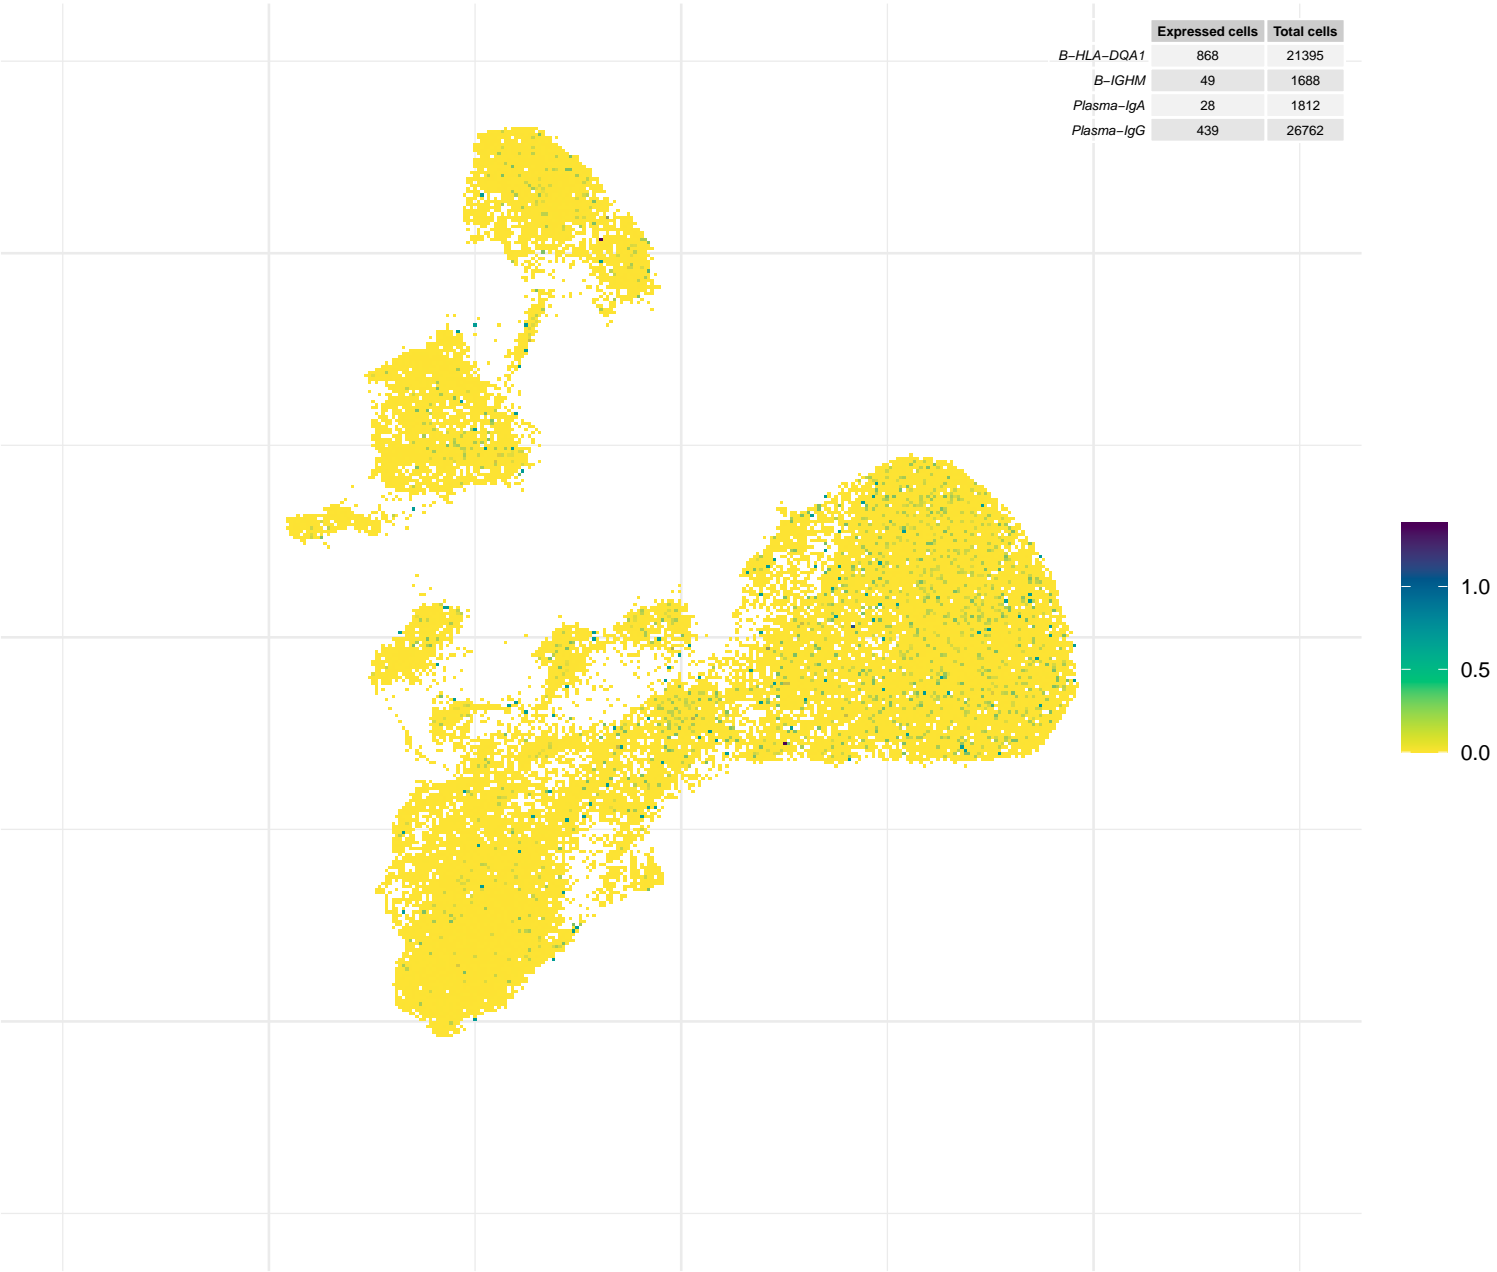 Expressed cells Total cells
B−HLA−DQA1 868 21395
B−IGHM 49 1688
Plasma−IgA 28 1812
Plasma−IgG 439 26762
1.0
0.5
0.0